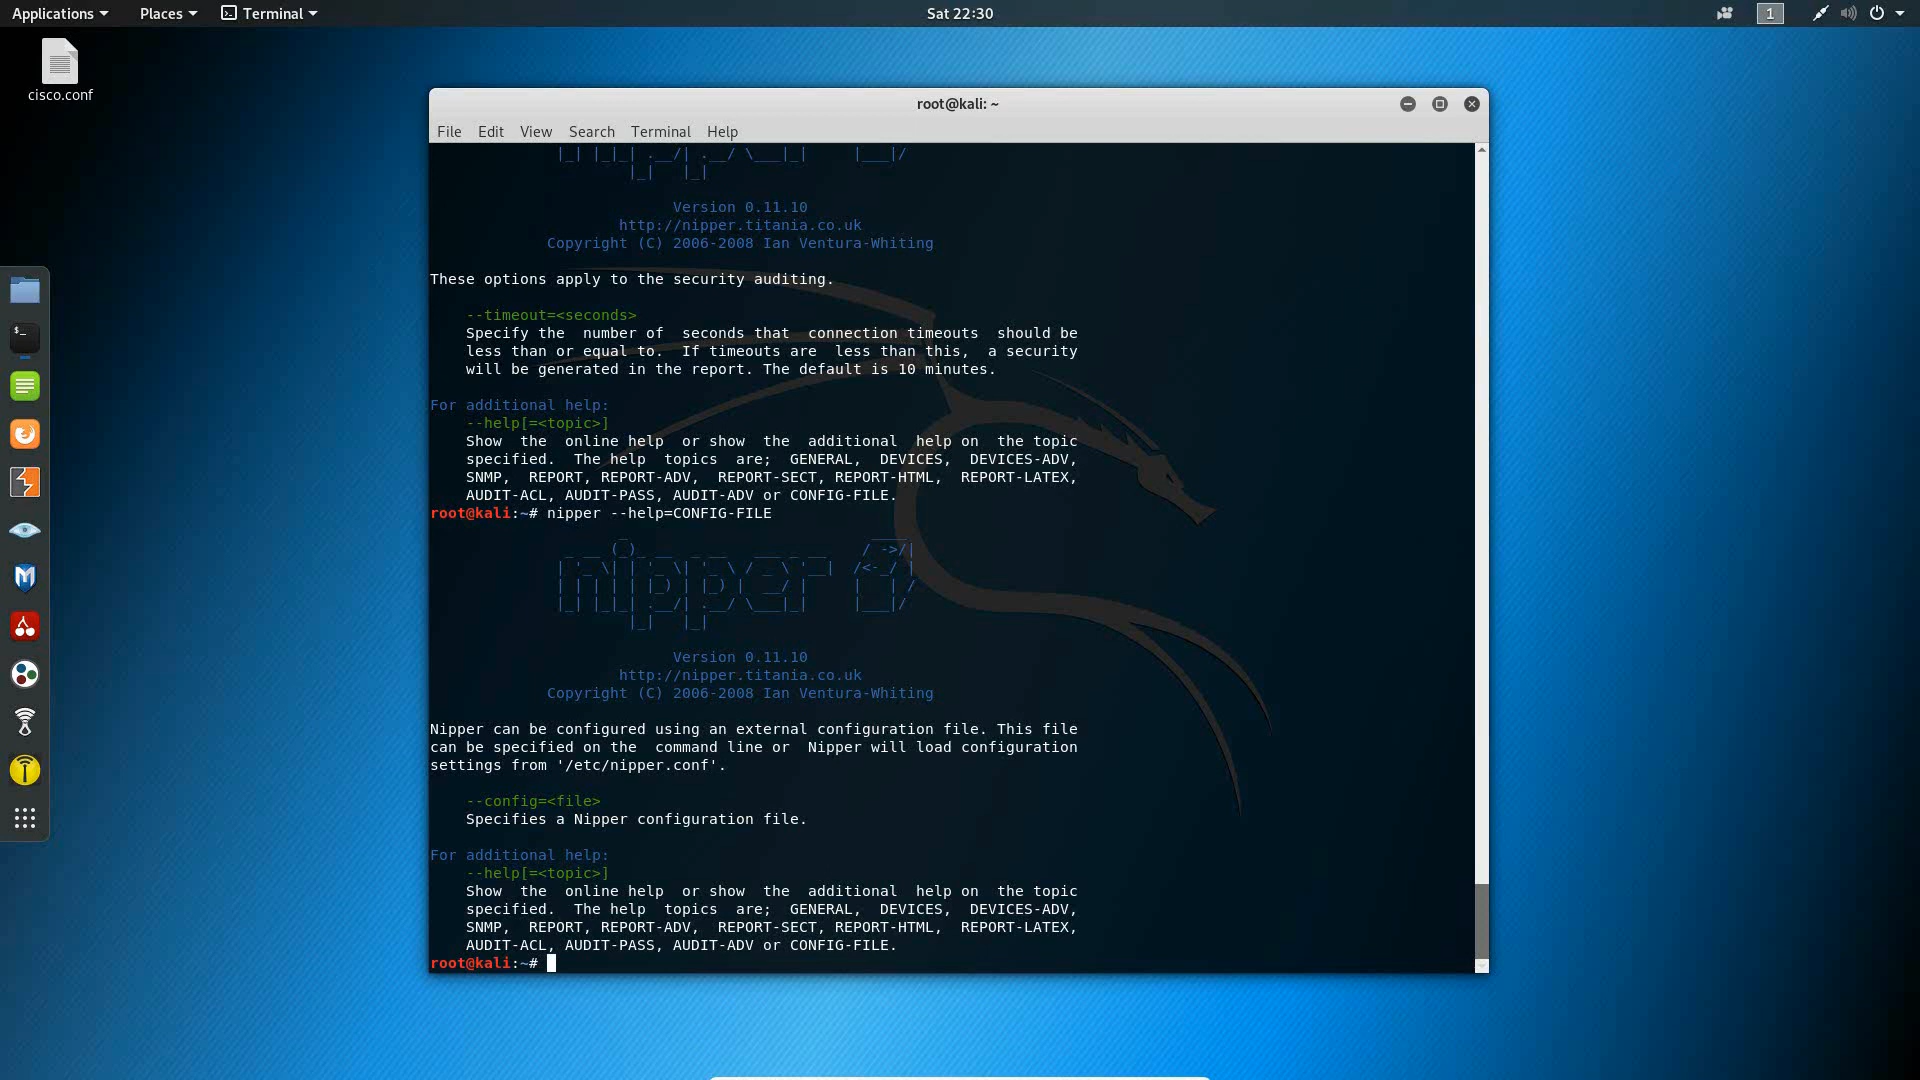 Applications Places Terminal Sat 22:30 1
cisco.conf
root@kali: ~
File Edit View Search Terminal Help
Version 0.11.10
http://nipper.titania.co.uk
Copyright (C) 2006-2008 Ian Ventura-Whiting
These options apply to the security auditing.
--timeout=<seconds>
Specify the number of seconds that connection timeouts should be
less than or equal to. If timeouts are less than this, a security
will be generated in the report. The default is 10 minutes.
For additional help:
--help[=<topic>]
Show the online help or show the additional help on the topic
specified. The help topics are; GENERAL, DEVICES, DEVICES-ADV,
SNMP, REPORT, REPORT-ADV, REPORT-SECT, REPORT-HTML, REPORT-LATEX,
AUDIT-ACL, AUDIT-PASS, AUDIT-ADV or CONFIG-FILE.
root@kali:~# nipper --help=CONFIG-FILE
nipper
Version 0.11.10
http://nipper.titania.co.uk
Copyright (C) 2006-2008 Ian Ventura-Whiting
Nipper can be configured using an external configuration file. This file
can be specified on the command line or Nipper will load configuration
settings from '/etc/nipper.conf'.
--config=<file>
Specifies a Nipper configuration file.
For additional help:
--help[=<topic>]
Show the online help or show the additional help on the topic
specified. The help topics are; GENERAL, DEVICES, DEVICES-ADV,
SNMP, REPORT, REPORT-ADV, REPORT-SECT, REPORT-HTML, REPORT-LATEX,
AUDIT-ACL, AUDIT-PASS, AUDIT-ADV or CONFIG-FILE.
root@kali:~#